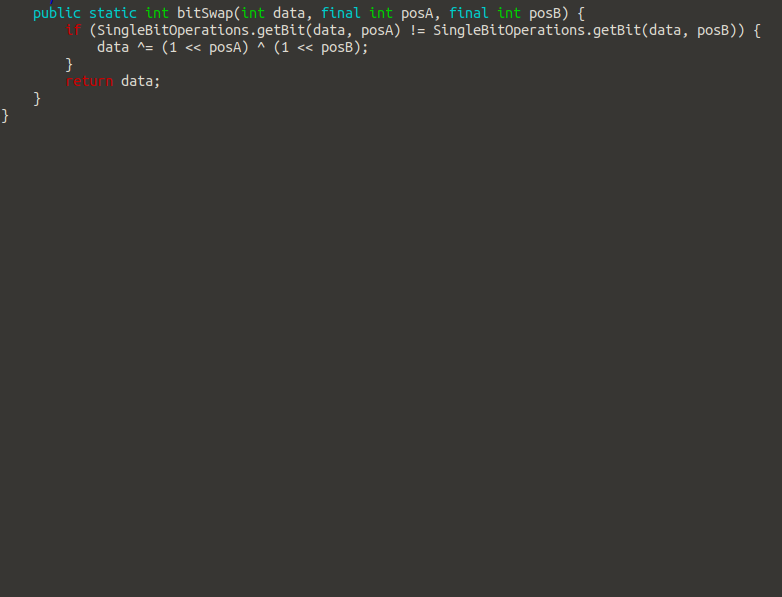 public static int bitSwap(int data, final int posA, final int posB) {
        if (SingleBitOperations.getBit(data, posA) != SingleBitOperations.getBit(data, posB)) {
            data ^= (1 << posA) ^ (1 << posB);
        }
        return data;
    }
}